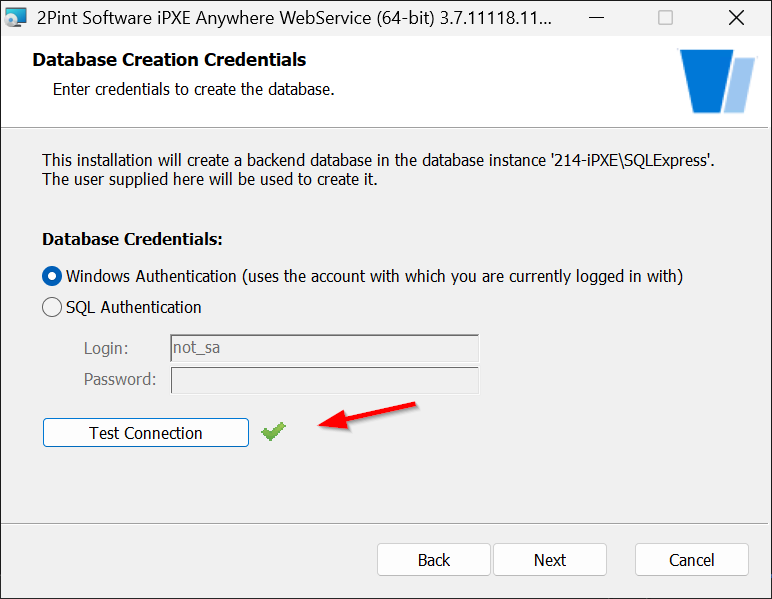 2Pint Software iPXE Anywhere WebService (64-bit) 3.7.11118.11...
Database Creation Credentials
Enter credentials to create the database.
This installation will create a backend database in the database instance '214-iPXE\SQLExpress'.
The user supplied here will be used to create it.
Database Credentials:
Windows Authentication (uses the account with which you are currently logged in with)
SQL Authentication
Login: not_sa
Password:
Test Connection
Back Next Cancel